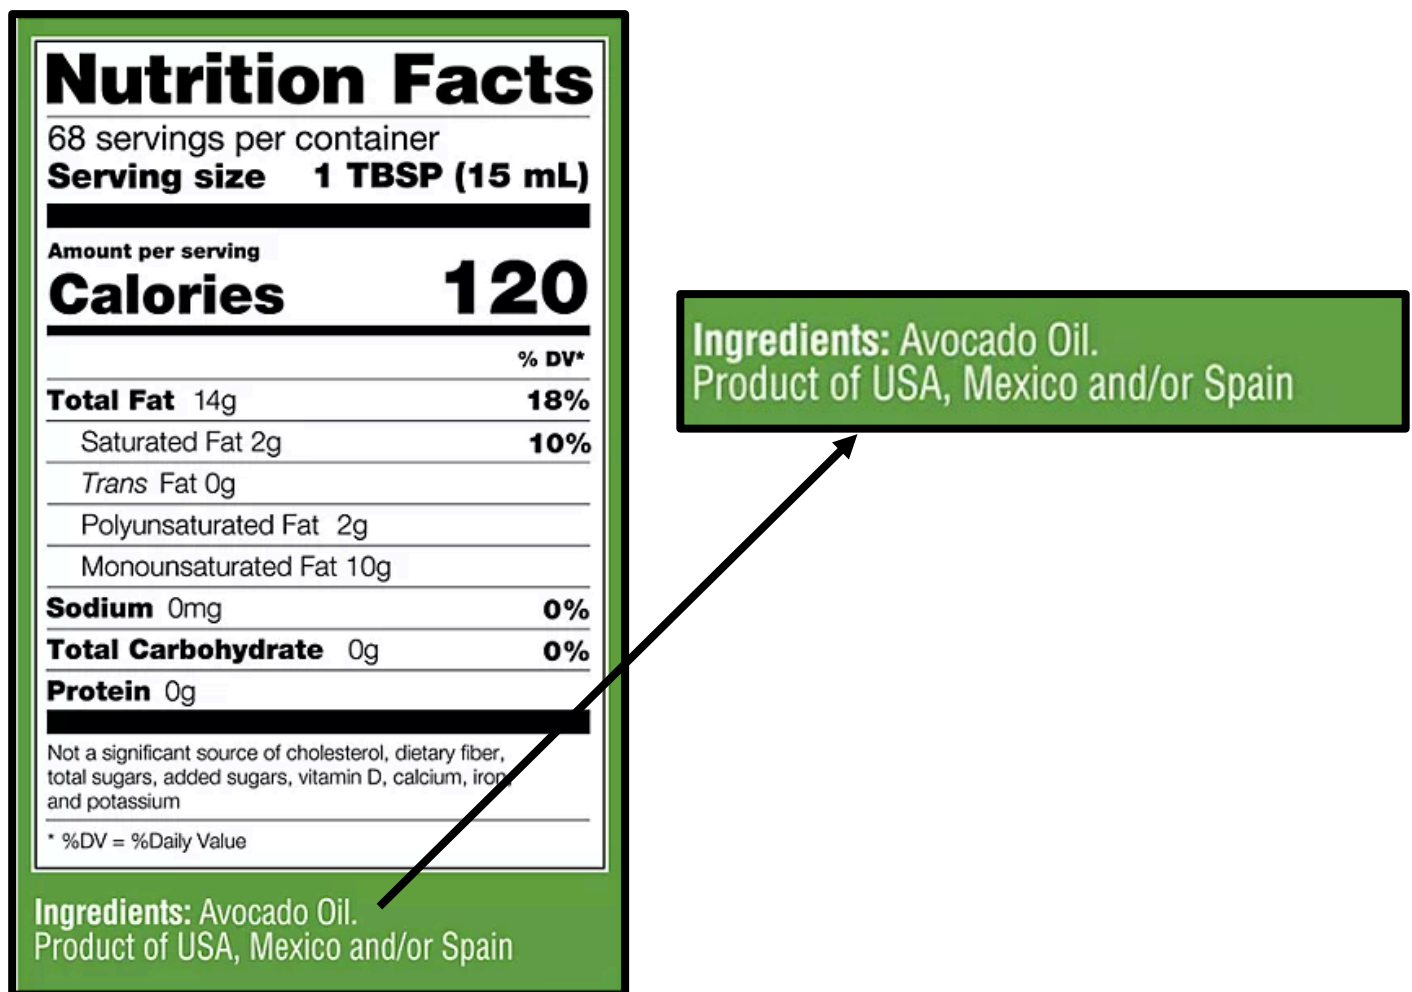 Nutrition Facts
68 servings per container
Serving size 1 TBSP (15 mL)
Amount per serving
Calories 120
% DV*
Total Fat 14g 18%
Saturated Fat 2g 10%
Trans Fat 0g
Polyunsaturated Fat 2g
Monounsaturated Fat 10g
Sodium 0mg 0%
Total Carbohydrate 0g 0%
Protein 0g
Not a significant source of cholesterol, dietary fiber,
total sugars, added sugars, vitamin D, calcium, iron,
and potassium
* %DV = %Daily Value
Ingredients: Avocado Oil.
Product of USA, Mexico and/or Spain
Ingredients: Avocado Oil.
Product of USA, Mexico and/or Spain